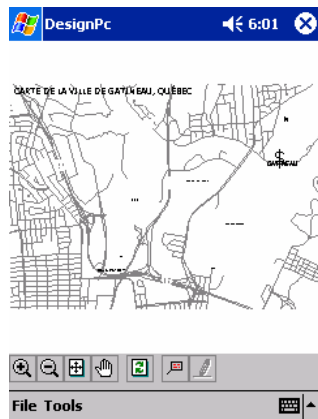 DesignPc 6:01
CARTE DE LA VILLE DE GATINEAU, QUÉBEC
GATINEAU
File Tools